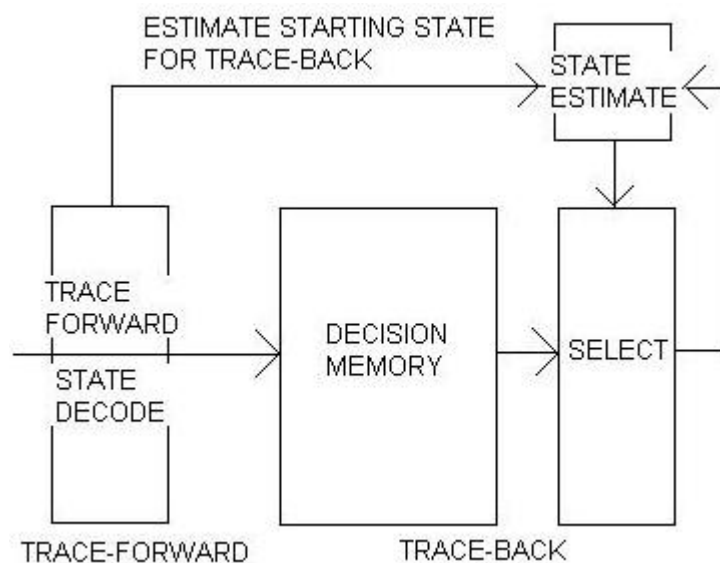 ESTIMATE STARTING STATE
FOR TRACE-BACK
STATE
ESTIMATE
TRACE
FORWARD
STATE
DECODE
DECISION
MEMORY
SELECT
TRACE-FORWARD
TRACE-BACK